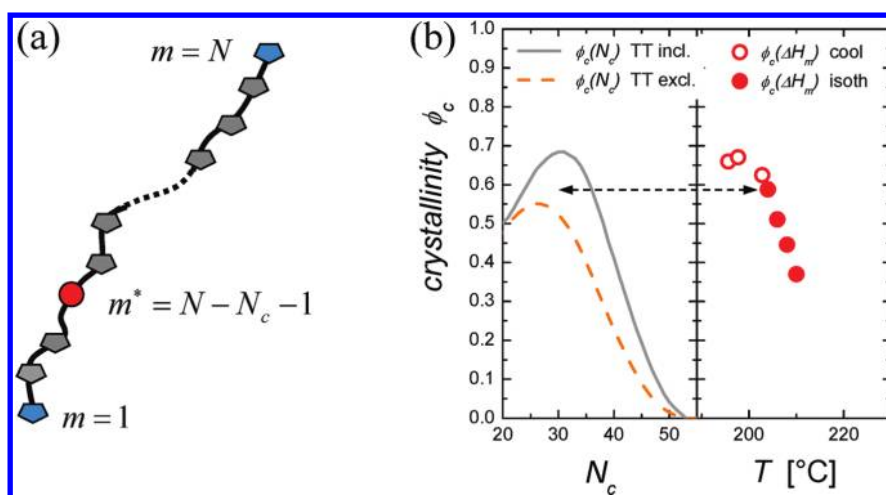 (a)
m = N
m* = N − N_c − 1
m = 1
(b)
crystallinity ϕ_c
1.0
0.9
0.8
0.7
0.6
0.5
0.4
0.3
0.2
0.1
0.0
ϕ_c(N_c) TT incl.
ϕ_c(N_c) TT excl.
ϕ_c(ΔH_m) cool
ϕ_c(ΔH_m) isoth
20 30 40 50
200 220
N_c
T [°C]